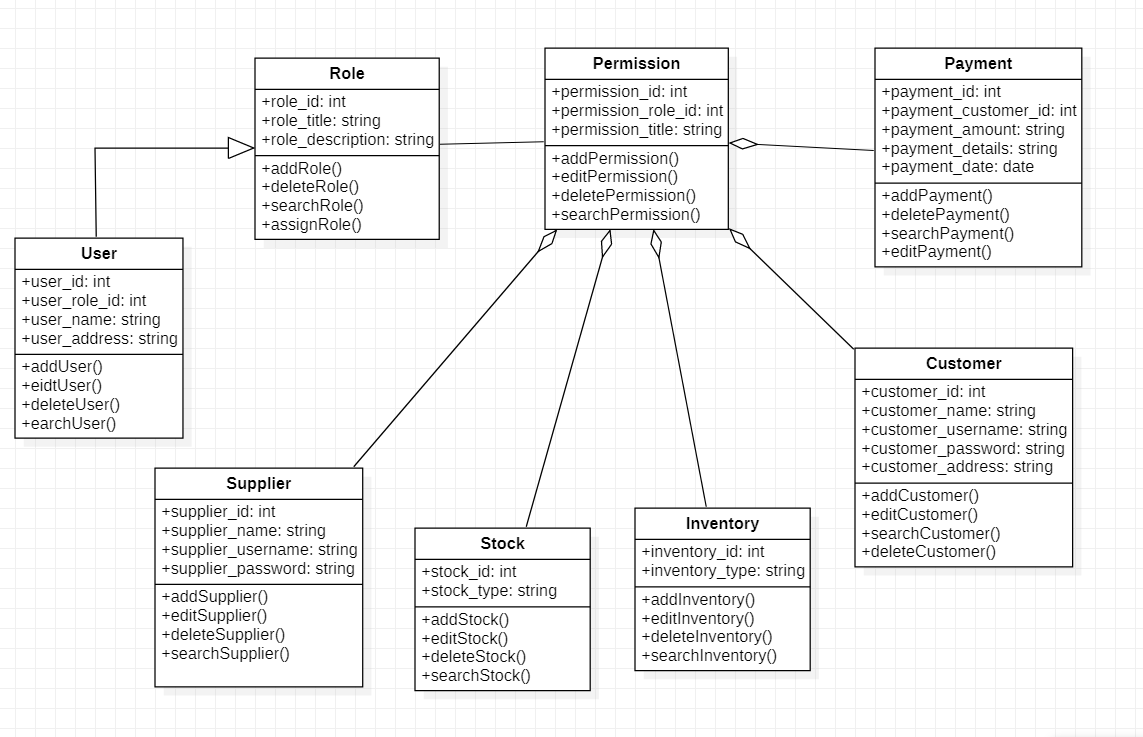 Role
+role_id: int
+role_title: string
+role_description: string
+addRole()
+deleteRole()
+searchRole()
+assignRole()
Permission
+permission_id: int
+permission_role_id: int
+permission_title: string
+addPermission()
+editPermission()
+deletePermission()
+searchPermission()
Payment
+payment_id: int
+payment_customer_id: int
+payment_amount: string
+payment_details: string
+payment_date: date
+addPayment()
+deletePayment()
+searchPayment()
+editPayment()
User
+user_id: int
+user_role_id: int
+user_name: string
+user_address: string
+addUser()
+eidtUser()
+deleteUser()
+earchUser()
Customer
+customer_id: int
+customer_name: string
+customer_username: string
+customer_password: string
+customer_address: string
+addCustomer()
+editCustomer()
+searchCustomer()
+deleteCustomer()
Supplier
+supplier_id: int
+supplier_name: string
+supplier_username: string
+supplier_password: string
+addSupplier()
+editSupplier()
+deleteSupplier()
+searchSupplier()
Stock
+stock_id: int
+stock_type: string
+addStock()
+editStock()
+deleteStock()
+searchStock()
Inventory
+inventory_id: int
+inventory_type: string
+addInventory()
+editInventory()
+deleteInventory()
+searchInventory()